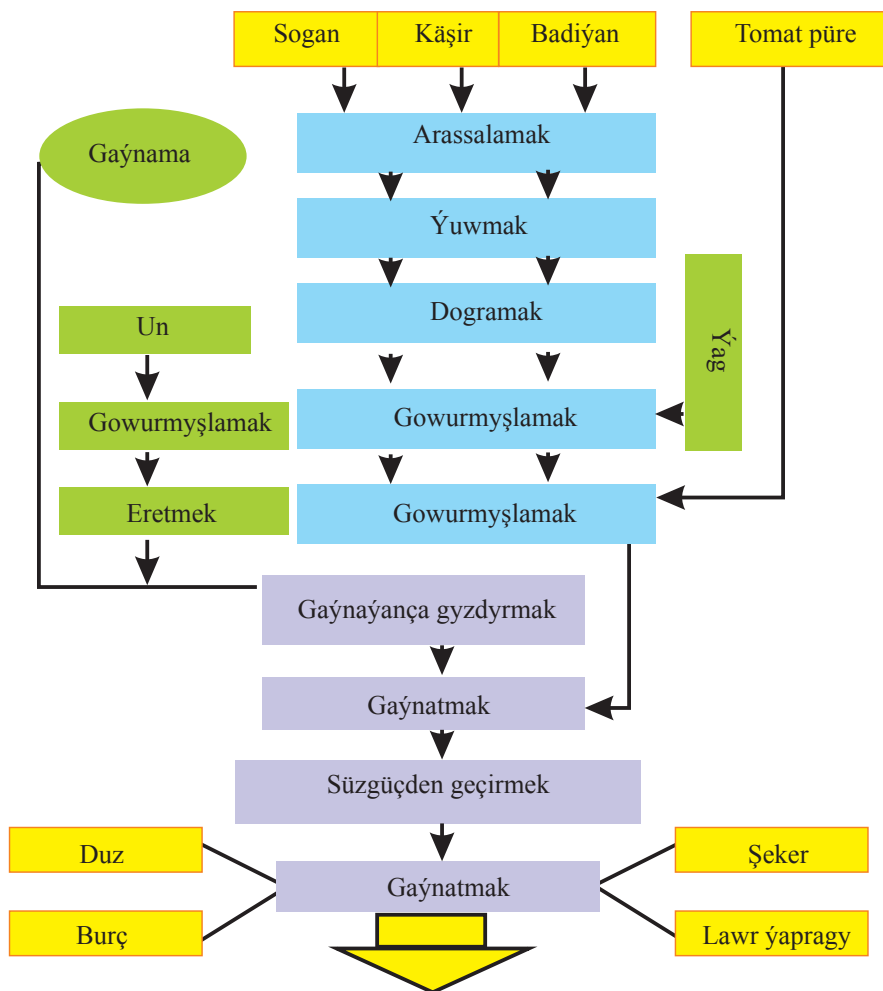 Sogan
Käşir
Badiýan
Tomat püre
Gaýnama
Arassalamak
Ýuwmak
Dogramak
Un
Ýag
Gowurmyşlamak
Gowurmyşlamak
Eretmek
Gowurmyşlamak
Gaýnaýança gyzdyrmak
Gaýnatmak
Süzgüçden geçirmek
Duz
Şeker
Gaýnatmak
Burç
Lawr ýapragy